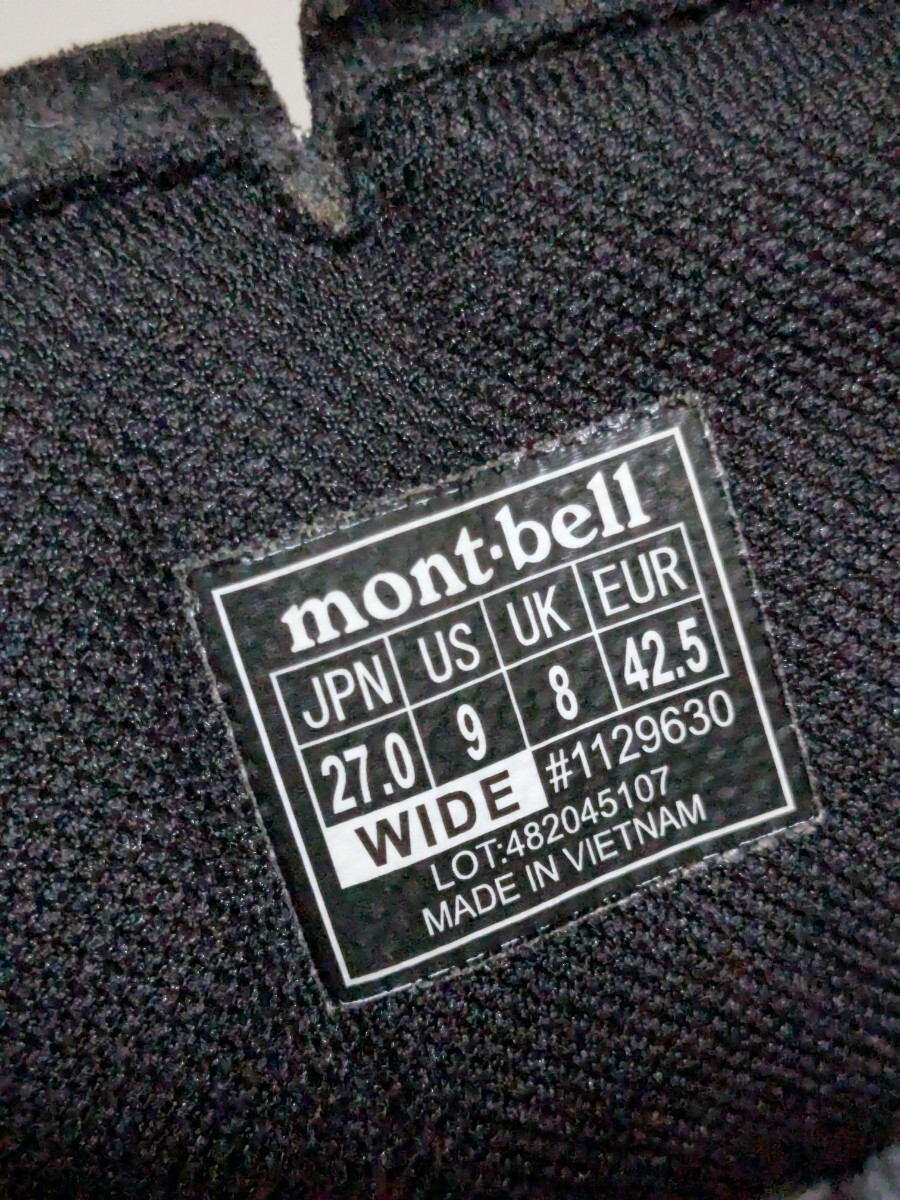 mont·bell
JPN US UK EUR
27.0 9 8 42.5
WIDE #1129630
LOT:482045107
MADE IN VIETNAM